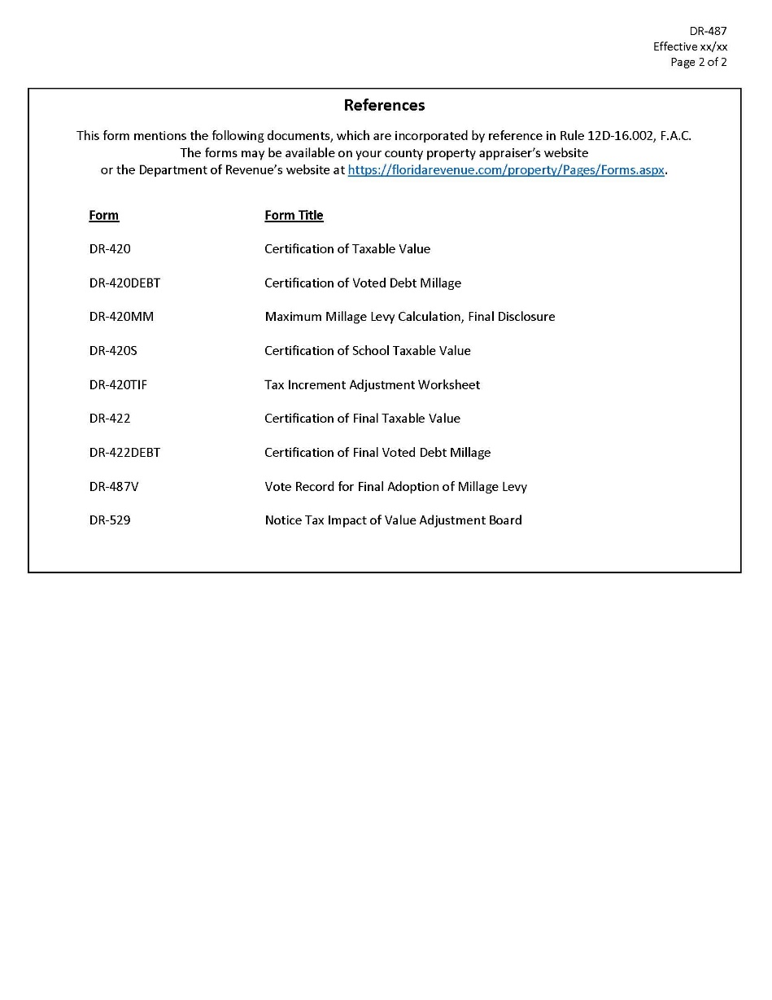 DR-487
Effective xx/xx
Page 2 of 2
References
This form mentions the following documents, which are incorporated by reference in Rule 12D-16.002, F.A.C.
The forms may be available on your county property appraiser’s website
or the Department of Revenue’s website at https://floridarevenue.com/property/Pages/Forms.aspx.
Form Form Title
DR-420 Certification of Taxable Value
DR-420DEBT Certification of Voted Debt Millage
DR-420MM Maximum Millage Levy Calculation, Final Disclosure
DR-420S Certification of School Taxable Value
DR-420TIF Tax Increment Adjustment Worksheet
DR-422 Certification of Final Taxable Value
DR-422DEBT Certification of Final Voted Debt Millage
DR-487V Vote Record for Final Adoption of Millage Levy
DR-529 Notice Tax Impact of Value Adjustment Board